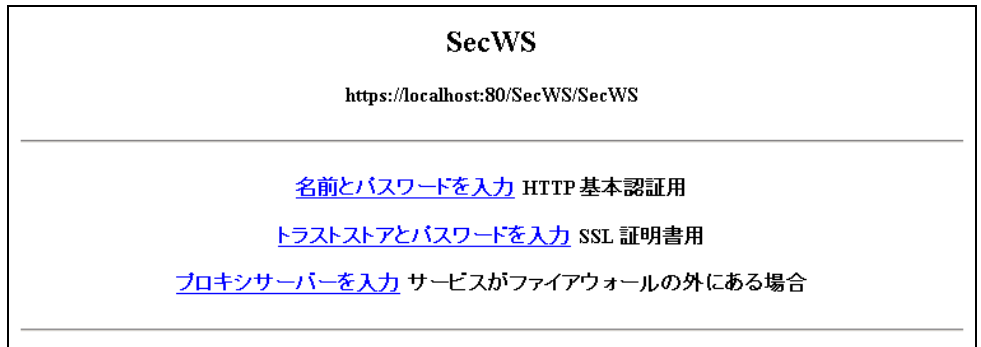 SecWS
https://localhost:80/SecWS/SecWS
名前とパスワードを入力 HTTP 基本認証用
トラストストアとパスワードを入力 SSL 証明書用
プロキシサーバーを入力 サービスがファイアウォールの外にある場合